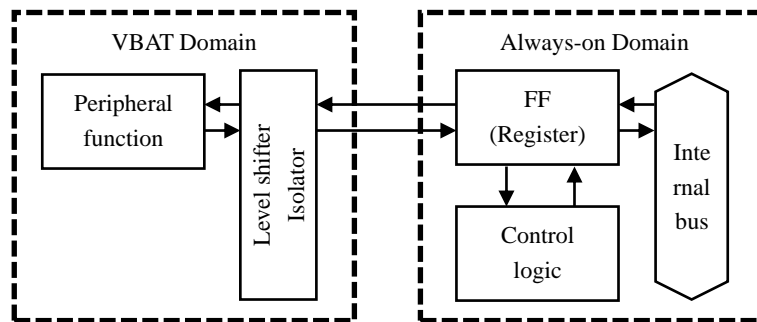 VBAT Domain
Always-on Domain
Peripheral
function
Level shifter
Isolator
FF
(Register)
Control
logic
Inte
rnal
bus